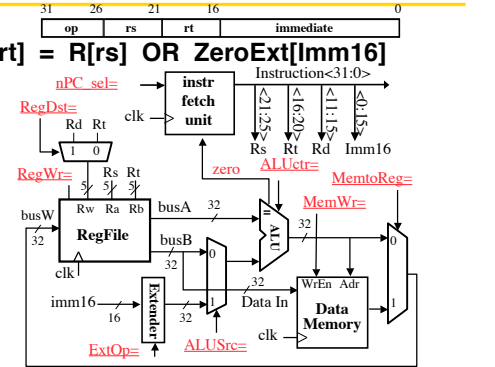 31 26 21 16 0
op rs rt immediate
rt] = R[rs] OR ZeroExt[Imm16]
nPC_sel=
instr fetch unit
Instruction<31:0>
clk
<21:25>
<16:20>
<11:15>
<0:15>
Rs Rt Rd Imm16
RegDst=
Rd Rt
1 0
zero
ALUctr=
RegWr=
Rs Rt
5 5 5
MemWr=
MemtoReg=
busW
32
Rw Ra Rb
RegFile
clk
busA
32
busB
32
=
ALU
32
0
1
0
1
imm16
16
Extender
32
32
Data In
WrEn Adr
Data Memory
clk
ExtOp=
ALUSrc=